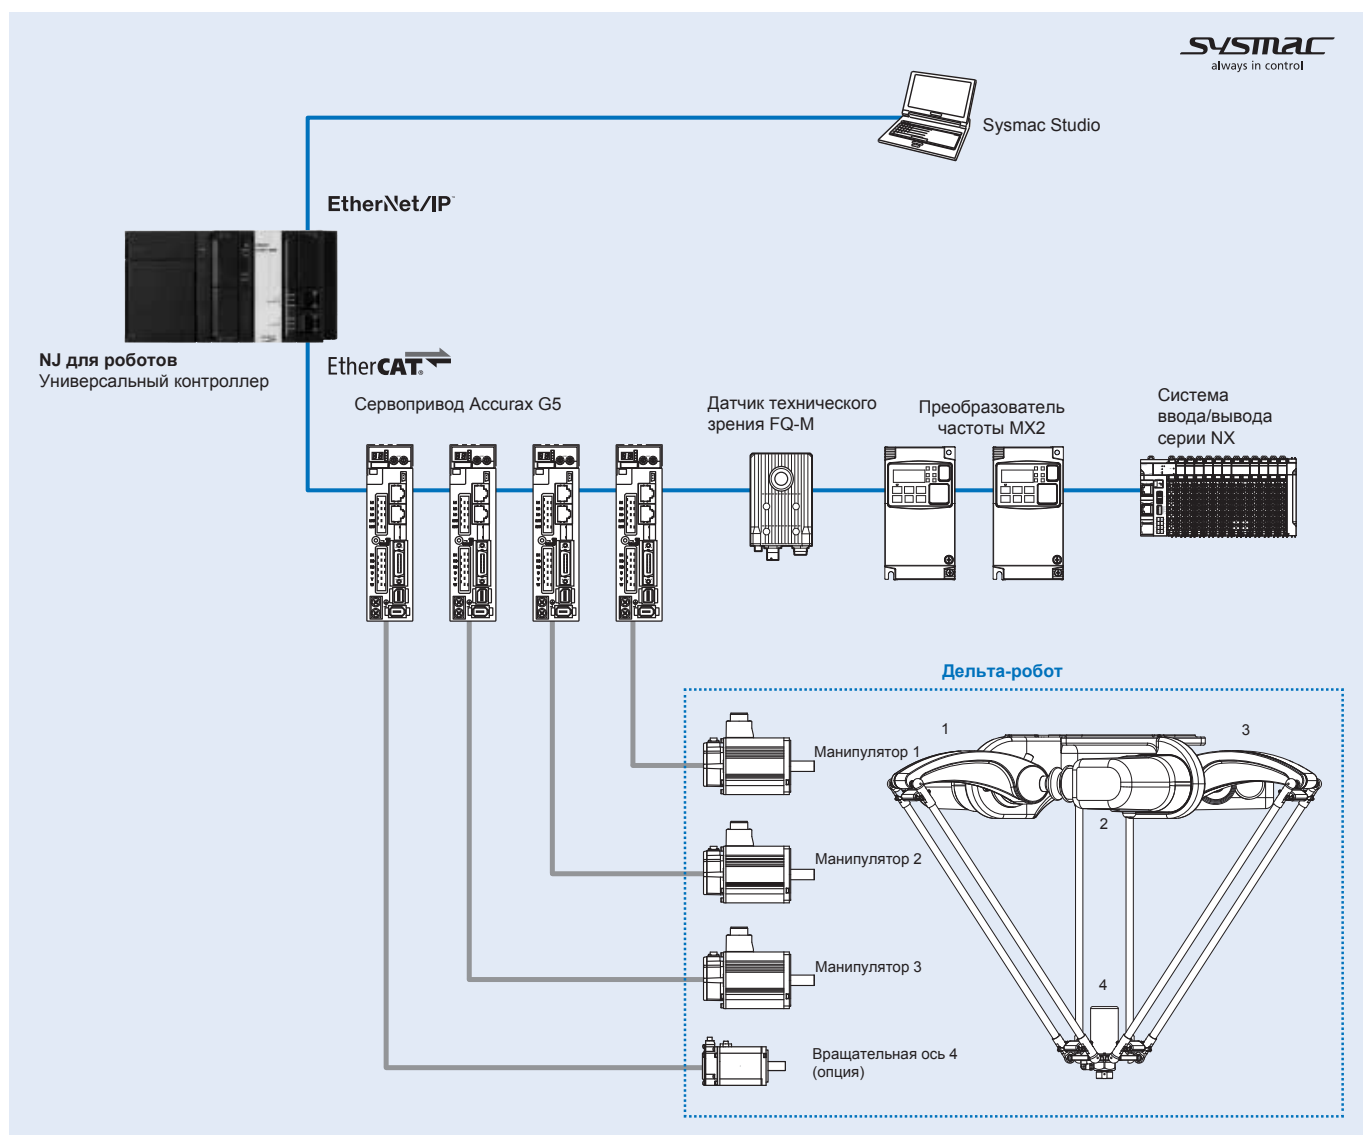 sysmac
always in control
Sysmac Studio
EtherNet/IP
NJ для роботов
Универсальный контроллер
EtherCAT
Сервопривод Accurax G5
Датчик технического
зрения FQ-M
Преобразователь
частоты MX2
Система
ввода/вывода
серии NX
Дельта-робот
1
3
Манипулятор 1
2
Манипулятор 2
Манипулятор 3
4
Вращательная ось 4
(опция)